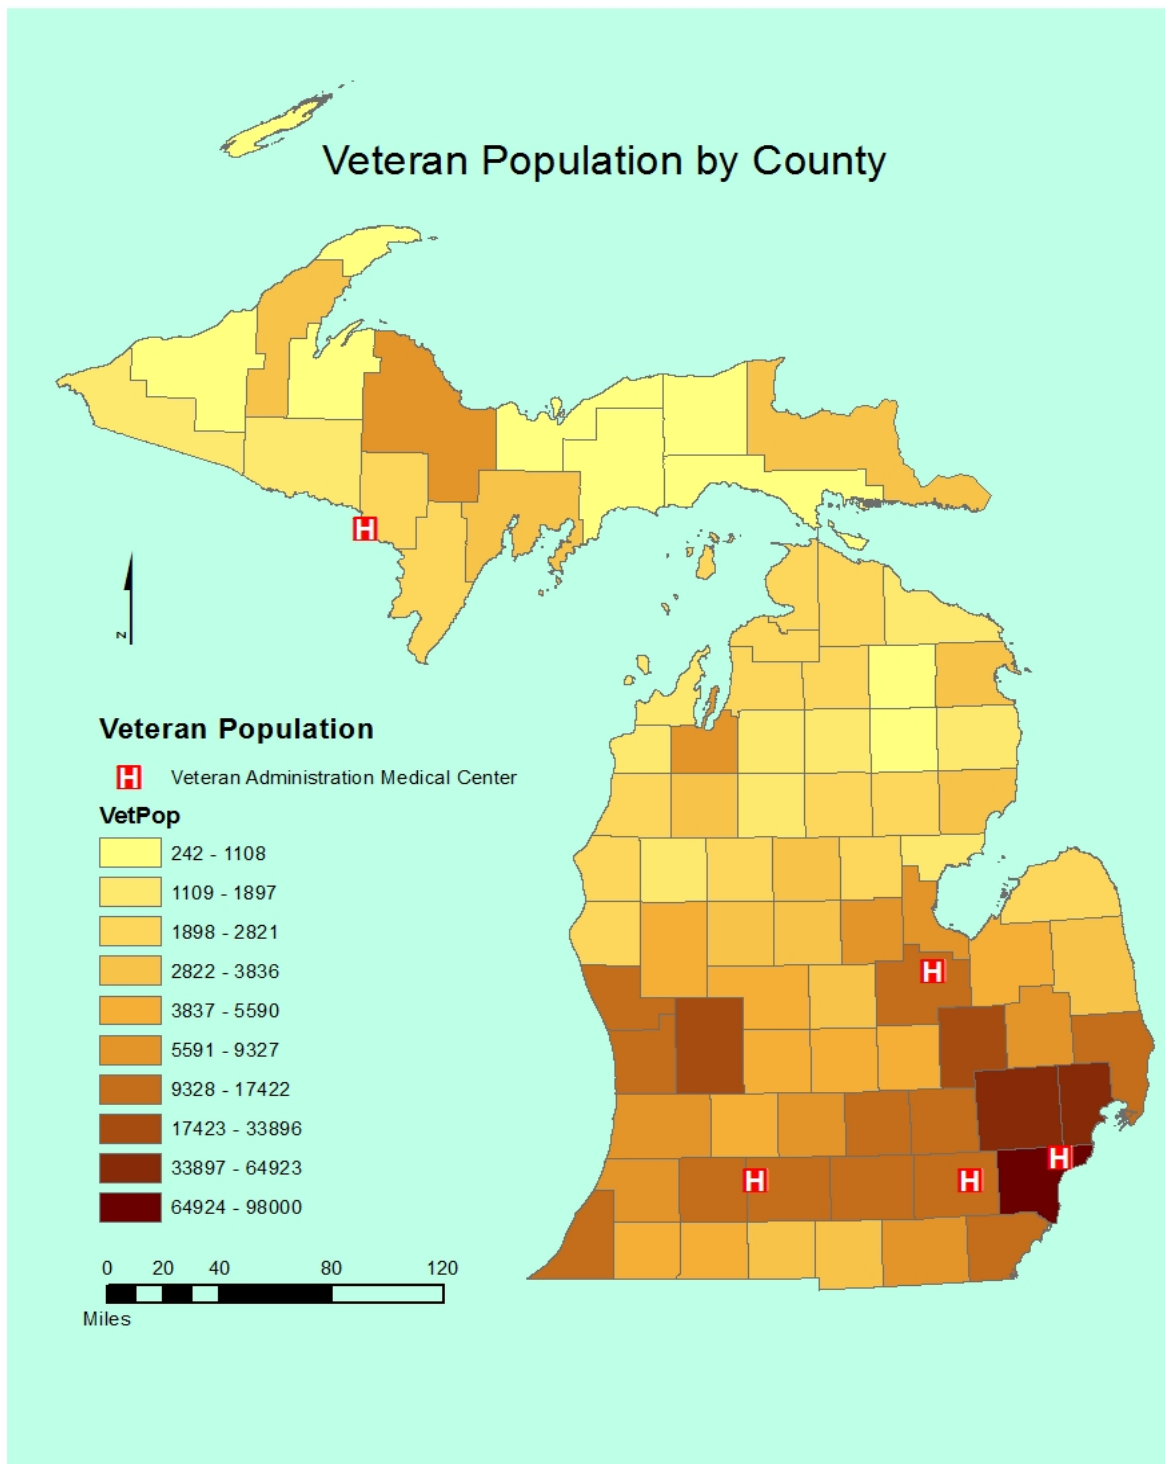 Veteran Population by County
H
z
Veteran Population
H Veteran Administration Medical Center
VetPop
242 - 1108
1109 - 1897
1898 - 2821
2822 - 3836
3837 - 5590
5591 - 9327
9328 - 17422
17423 - 33896
33897 - 64923
64924 - 98000
0 20 40 80 120
Miles
H
H
H
H